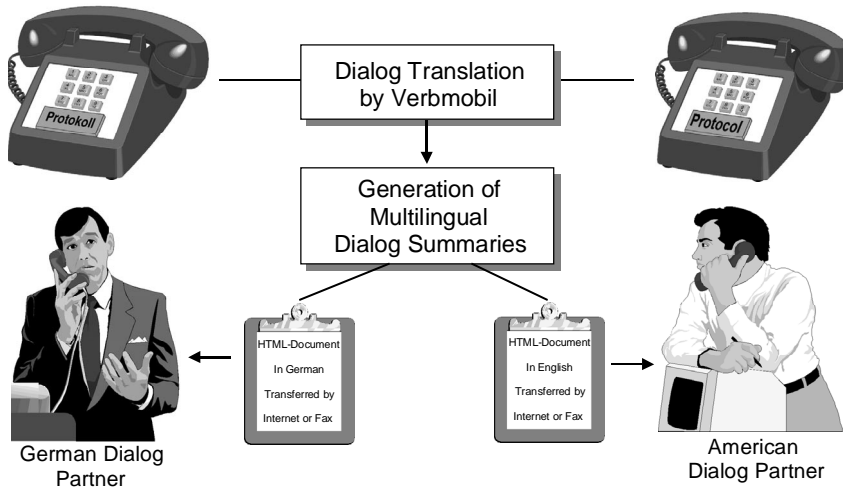 Protokoll
Dialog Translation
by Verbmobil
Protocol
Generation of
Multilingual
Dialog Summaries
HTML-Document
In German
Transferred by
Internet or Fax
HTML-Document
In English
Transferred by
Internet or Fax
German Dialog
Partner
American
Dialog Partner